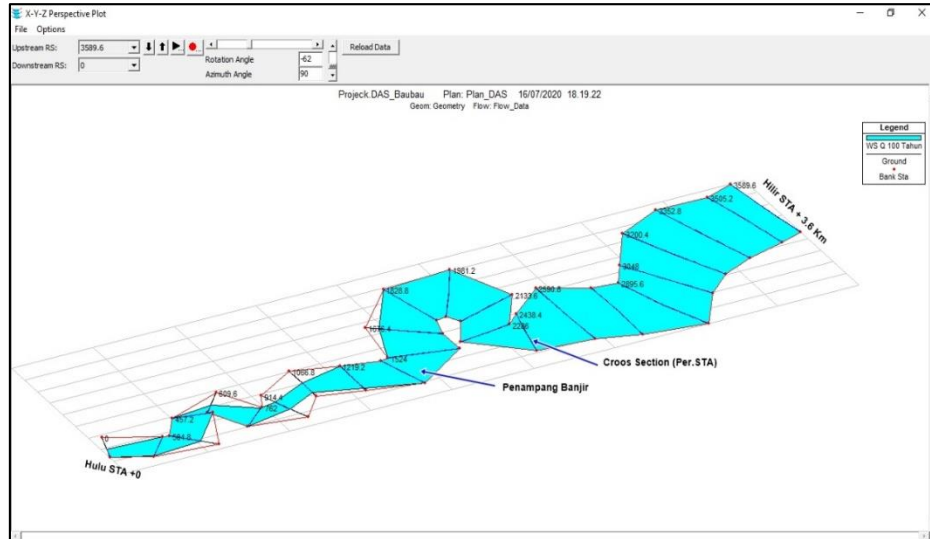 X-Y-Z Perspective Plot
File Options
Upstream RS: 3589.6
Downstream RS: 0
Rotation Angle -62
Azimuth Angle 90
Reload Data
Projeck.DAS_Baubau Plan: Plan_DAS 16/07/2020 18.19.22
Geom: Geometry Flow: Flow_Data
Legend
WS Q 100 Tahun
Ground
Bank Sta
3589.6
3505.2
3352.8
3200.4
3048
2895.6
Hilir STA + 3.6 Km
1981.2
1828.8
2133.6
2590.8
2438.4
2286
1676.4
1524
Croos Section (Per.STA)
Penampang Banjir
1219.2
1066.8
914.4
762
609.6
457.2
0
Hulu STA +0